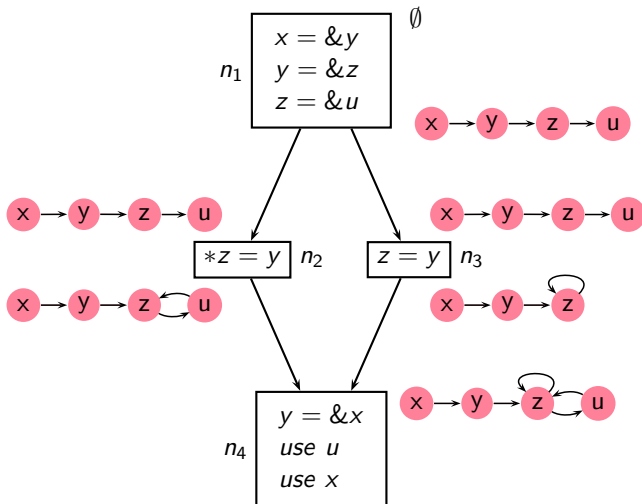 ∅
x = &y
n1
y = &z
z = &u
x y z u
x y z u
x y z u
*z = y n2
z = y n3
x y z u
x y z
x y z u
y = &x
n4
use u
use x